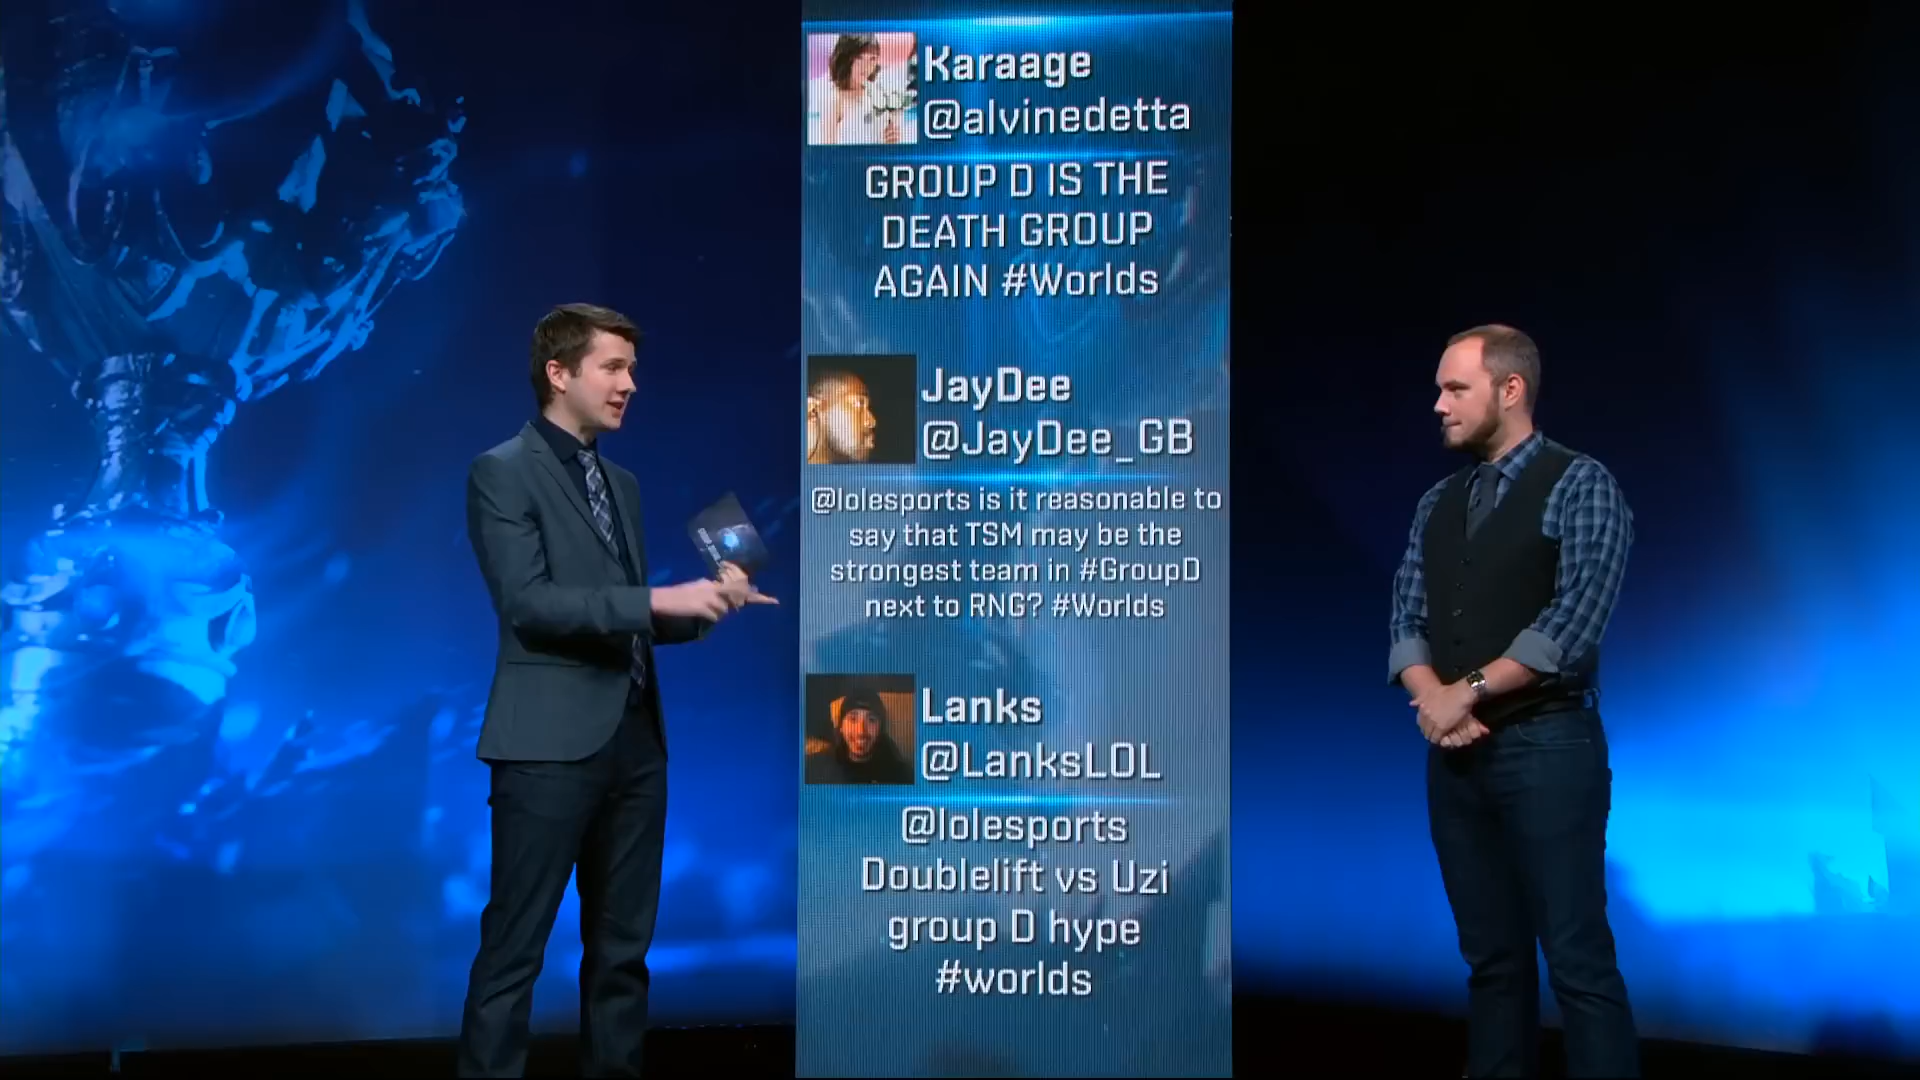 Karaage
@alvinedetta
GROUP D IS THE
DEATH GROUP
AGAIN #Worlds
JayDee
@JayDee_GB
@lolesports is it reasonable to
say that TSM may be the
strongest team in #GroupD
next to RNG? #Worlds
Lanks
@LanksLOL
@lolesports
Doublelift vs Uzi
group D hype
#worlds